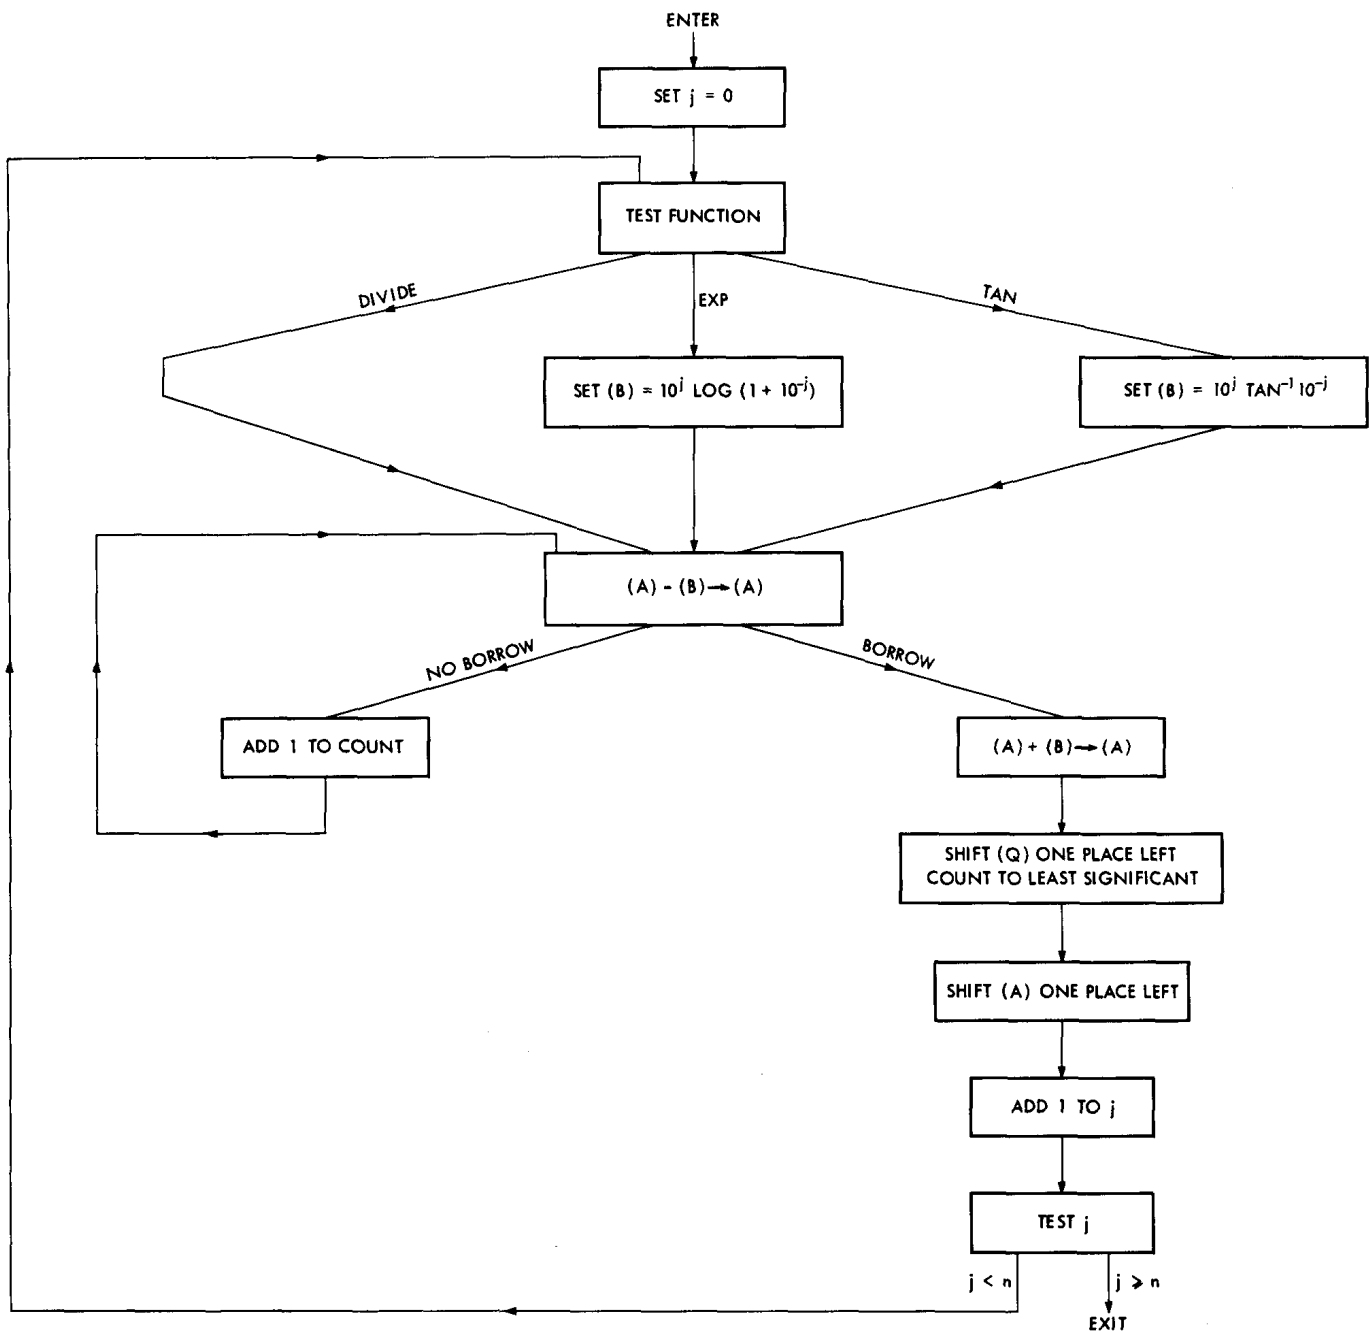 ENTER
SET j = 0
TEST FUNCTION
DIVIDE
EXP
TAN
SET (B) = 10^j LOG (1 + 10^-j)
SET (B) = 10^j TAN^-1 10^-j
(A) - (B) → (A)
NO BORROW
BORROW
ADD 1 TO COUNT
(A) + (B) → (A)
SHIFT (Q) ONE PLACE LEFT
COUNT TO LEAST SIGNIFICANT
SHIFT (A) ONE PLACE LEFT
ADD 1 TO j
TEST j
j < n
j ⩾ n
EXIT